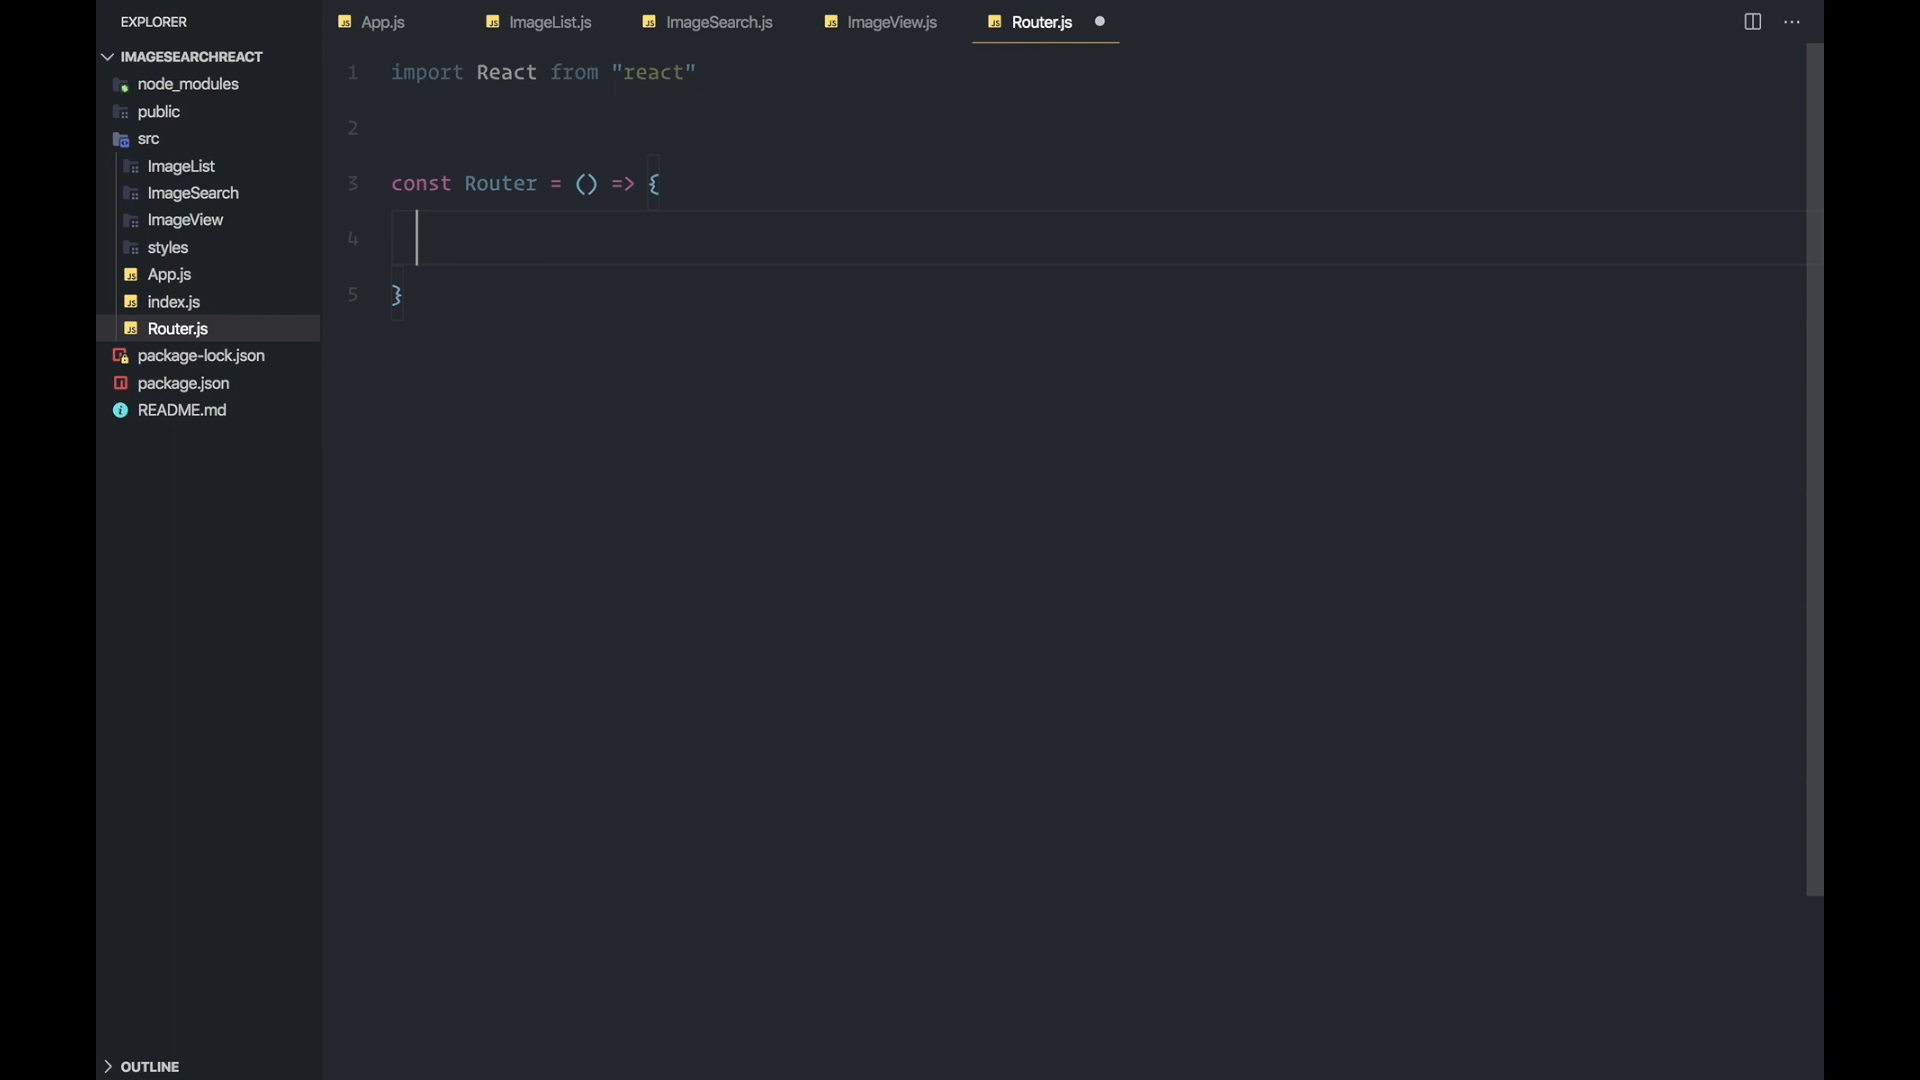 EXPLORER
IMAGESEARCHREACT
node_modules
public
src
ImageList
ImageSearch
ImageView
styles
App.js
index.js
Router.js
package-lock.json
package.json
README.md
OUTLINE
App.js ImageList.js ImageSearch.js ImageView.js Router.js
1 import React from "react"
2
3 const Router = () => {
4
5 }